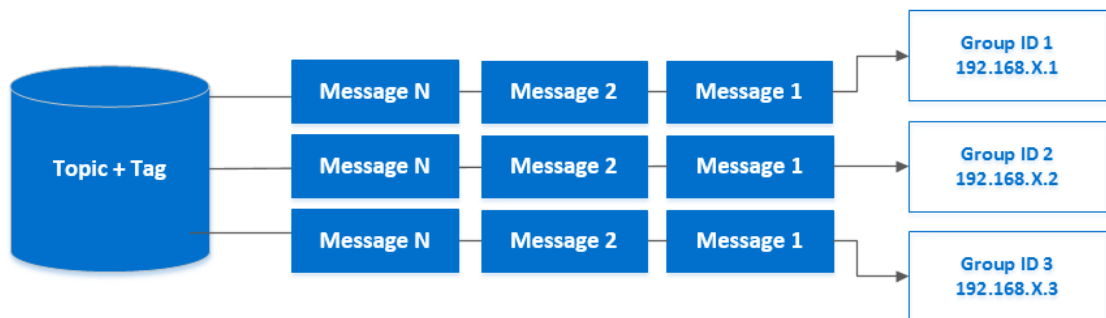 Topic + Tag
Message N
Message 2
Message 1
Group ID 1
192.168.X.1
Message N
Message 2
Message 1
Group ID 2
192.168.X.2
Message N
Message 2
Message 1
Group ID 3
192.168.X.3